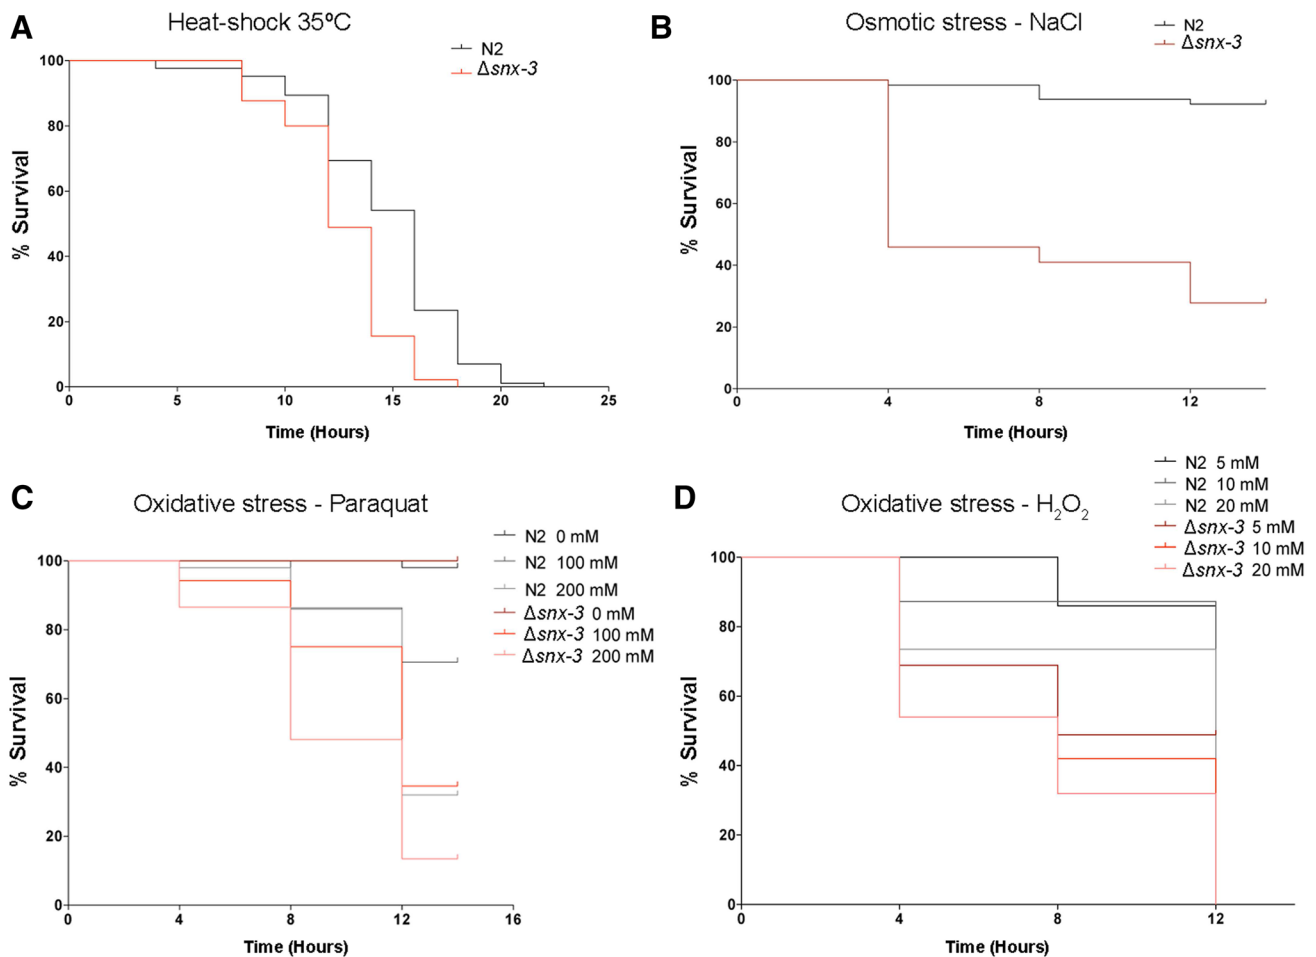 A
Heat-shock 35ºC
N2
Δsnx-3
100
80
60
40
20
0
% Survival
0 5 10 15 20 25
Time (Hours)
B
Osmotic stress - NaCl
N2
Δsnx-3
100
80
60
40
20
0
% Survival
0 4 8 12
Time (Hours)
C
Oxidative stress - Paraquat
N2 0 mM
N2 100 mM
N2 200 mM
Δsnx-3 0 mM
Δsnx-3 100 mM
Δsnx-3 200 mM
100
80
60
40
20
0
% Survival
0 4 8 12 16
Time (Hours)
D
Oxidative stress - H₂O₂
N2 5 mM
N2 10 mM
N2 20 mM
Δsnx-3 5 mM
Δsnx-3 10 mM
Δsnx-3 20 mM
100
80
60
40
20
0
% Survival
0 4 8 12
Time (Hours)